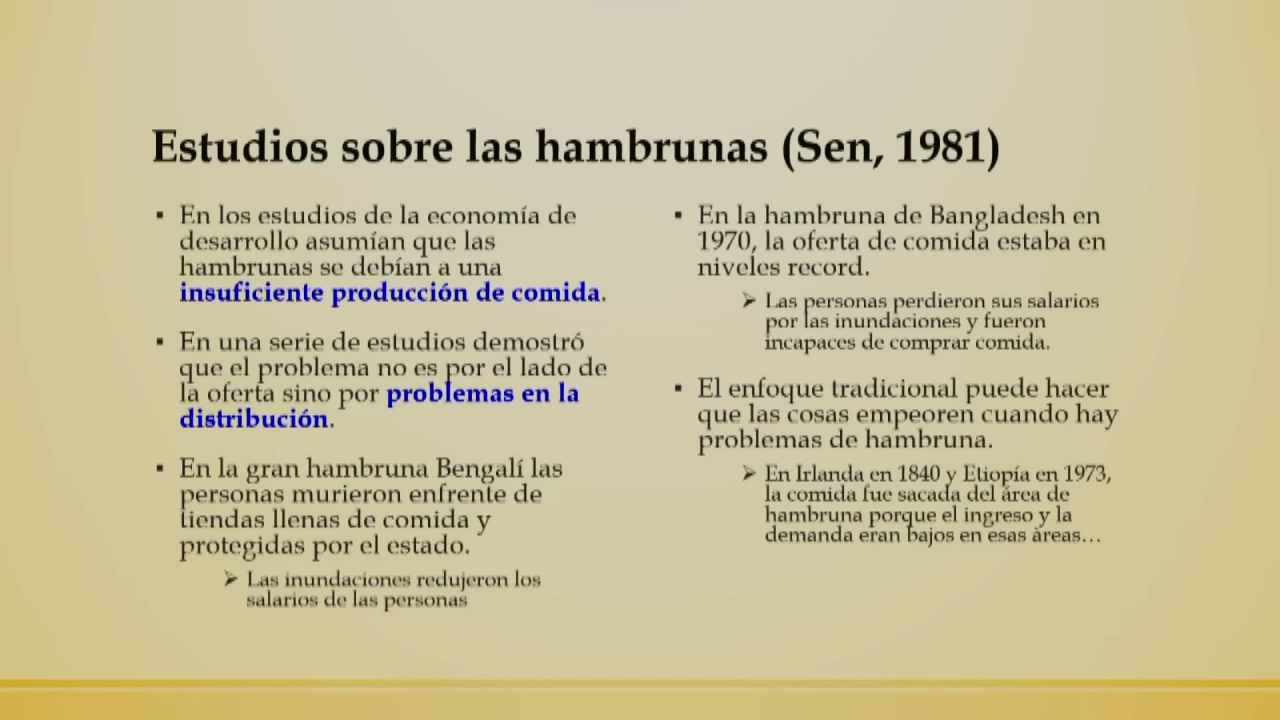 Estudios sobre las hambrunas (Sen, 1981)
▪ En los estudios de la economía de
desarrollo asumían que las
hambrunas se debían a una
insuficiente producción de comida.
▪ En una serie de estudios demostró
que el problema no es por el lado de
la oferta sino por problemas en la
distribución.
▪ En la gran hambruna Bengalí las
personas murieron enfrente de
tiendas llenas de comida y
protegidas por el estado.
➢ Las inundaciones redujeron los
salarios de las personas
▪ En la hambruna de Bangladesh en
1970, la oferta de comida estaba en
niveles record.
➢ Las personas perdieron sus salarios
por las inundaciones y fueron
incapaces de comprar comida.
▪ El enfoque tradicional puede hacer
que las cosas empeoren cuando hay
problemas de hambruna.
➢ En Irlanda en 1840 y Etiopía en 1973,
la comida fue sacada del área de
hambruna porque el ingreso y la
demanda eran bajos en esas áreas…